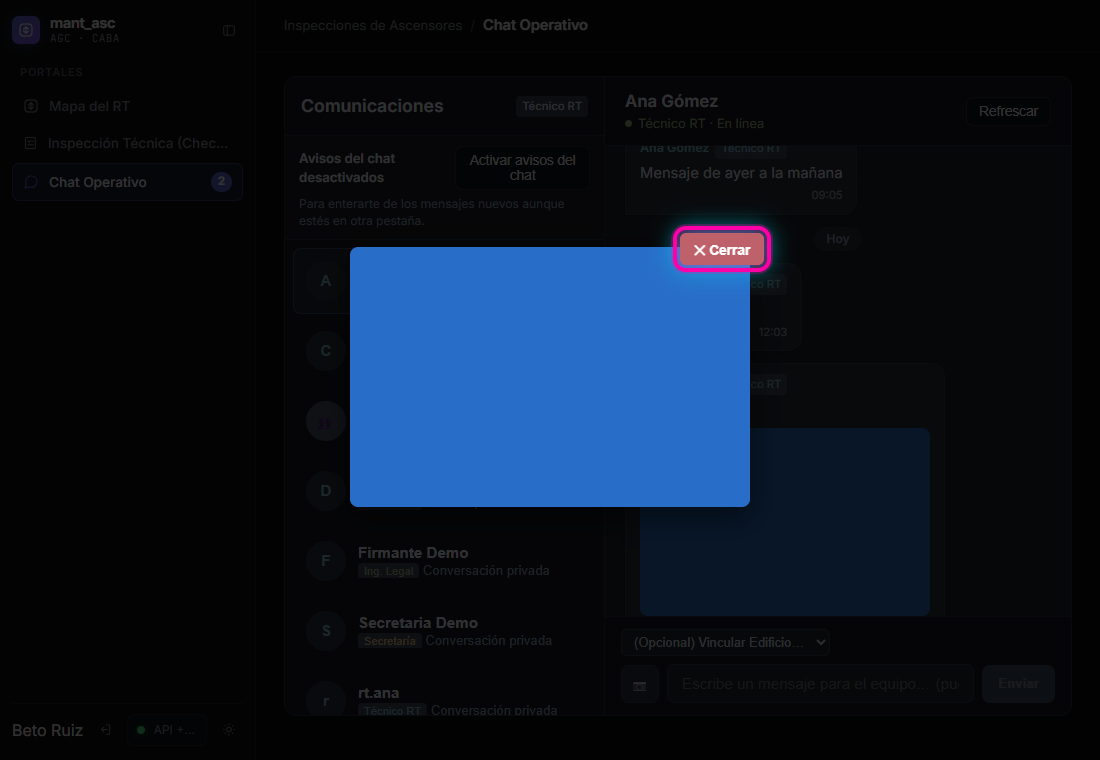 mant_asc
AGC - CABA
PORTALES
Mapa del RT
Inspección Técnica (Chec...
Chat Operativo
2
Beto Ruiz
API +...
Inspecciones de Ascensores / Chat Operativo
Comunicaciones
Técnico RT
Avisos del chat
desactivados
Activar avisos del
chat
Para enterarte de los mensajes nuevos aunque
estés en otra pestaña.
A
C
D
F
Firmante Demo
Ing. Legal Conversación privada
S
Secretaria Demo
Secretaría Conversación privada
r
rt.ana
Técnico RT Conversación privada
Ana Gómez
Técnico RT · En línea
Refrescar
Ana Gómez Técnico RT
Mensaje de ayer a la mañana
09:05
Hoy
✕ Cerrar
co RT
12:03
co RT
(Opcional) Vincular Edificio...
Escribe un mensaje para el equipo... (pu
Enviar